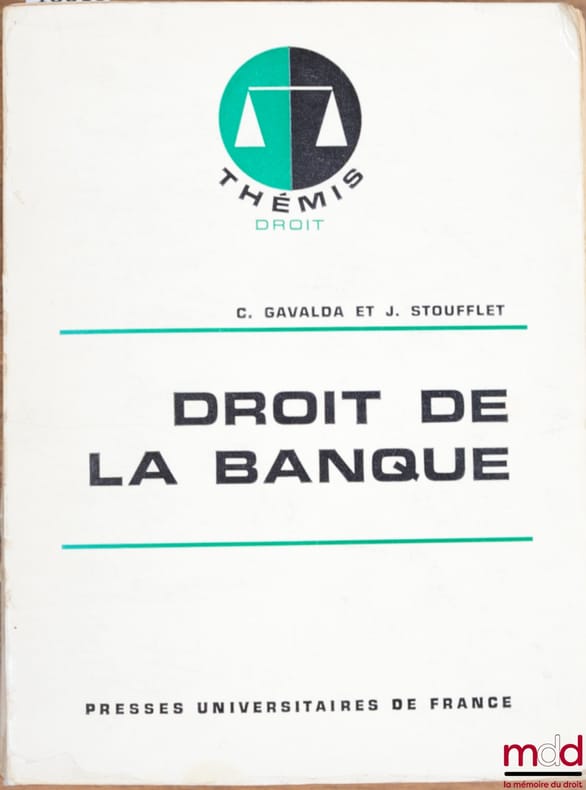 THÉMIS
DROIT
C. GAVALDA ET J. STOUFFLET
DROIT DE
LA BANQUE
PRESSES UNIVERSITAIRES DE FRANCE
mdd
la mémoire du droit